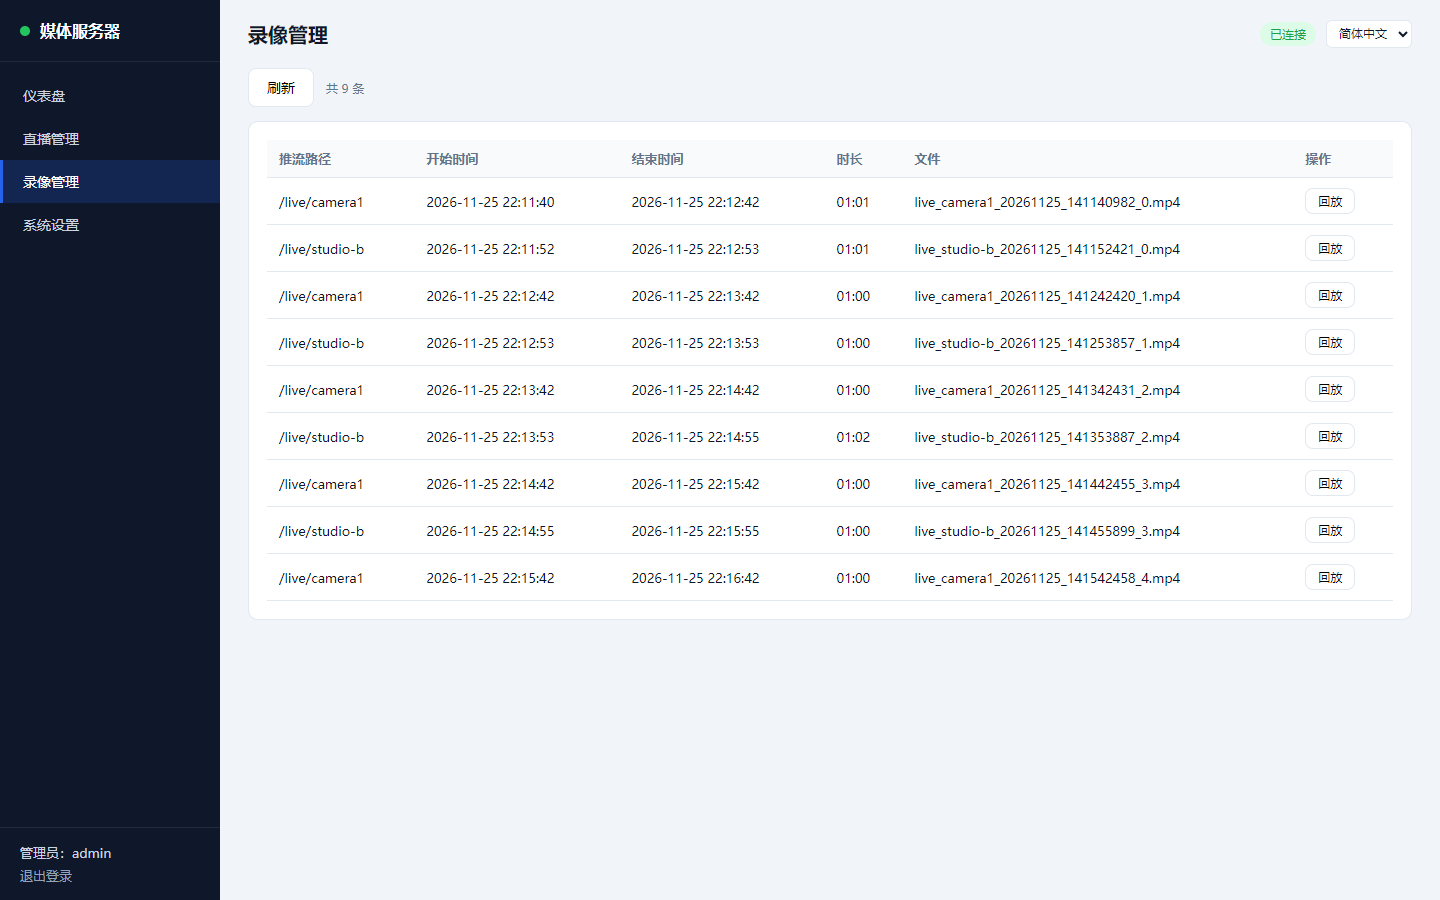 媒体服务器
仪表盘
直播管理
录像管理
系统设置
管理员：admin
退出登录
录像管理
已连接
简体中文
刷新
共 9 条
推流路径 开始时间 结束时间 时长 文件 操作
/live/camera1 2026-11-25 22:11:40 2026-11-25 22:12:42 01:01 live_camera1_20261125_141140982_0.mp4 回放
/live/studio-b 2026-11-25 22:11:52 2026-11-25 22:12:53 01:01 live_studio-b_20261125_141152421_0.mp4 回放
/live/camera1 2026-11-25 22:12:42 2026-11-25 22:13:42 01:00 live_camera1_20261125_141242420_1.mp4 回放
/live/studio-b 2026-11-25 22:12:53 2026-11-25 22:13:53 01:00 live_studio-b_20261125_141253857_1.mp4 回放
/live/camera1 2026-11-25 22:13:42 2026-11-25 22:14:42 01:00 live_camera1_20261125_141342431_2.mp4 回放
/live/studio-b 2026-11-25 22:13:53 2026-11-25 22:14:55 01:02 live_studio-b_20261125_141353887_2.mp4 回放
/live/camera1 2026-11-25 22:14:42 2026-11-25 22:15:42 01:00 live_camera1_20261125_141442455_3.mp4 回放
/live/studio-b 2026-11-25 22:14:55 2026-11-25 22:15:55 01:00 live_studio-b_20261125_141455899_3.mp4 回放
/live/camera1 2026-11-25 22:15:42 2026-11-25 22:16:42 01:00 live_camera1_20261125_141542458_4.mp4 回放